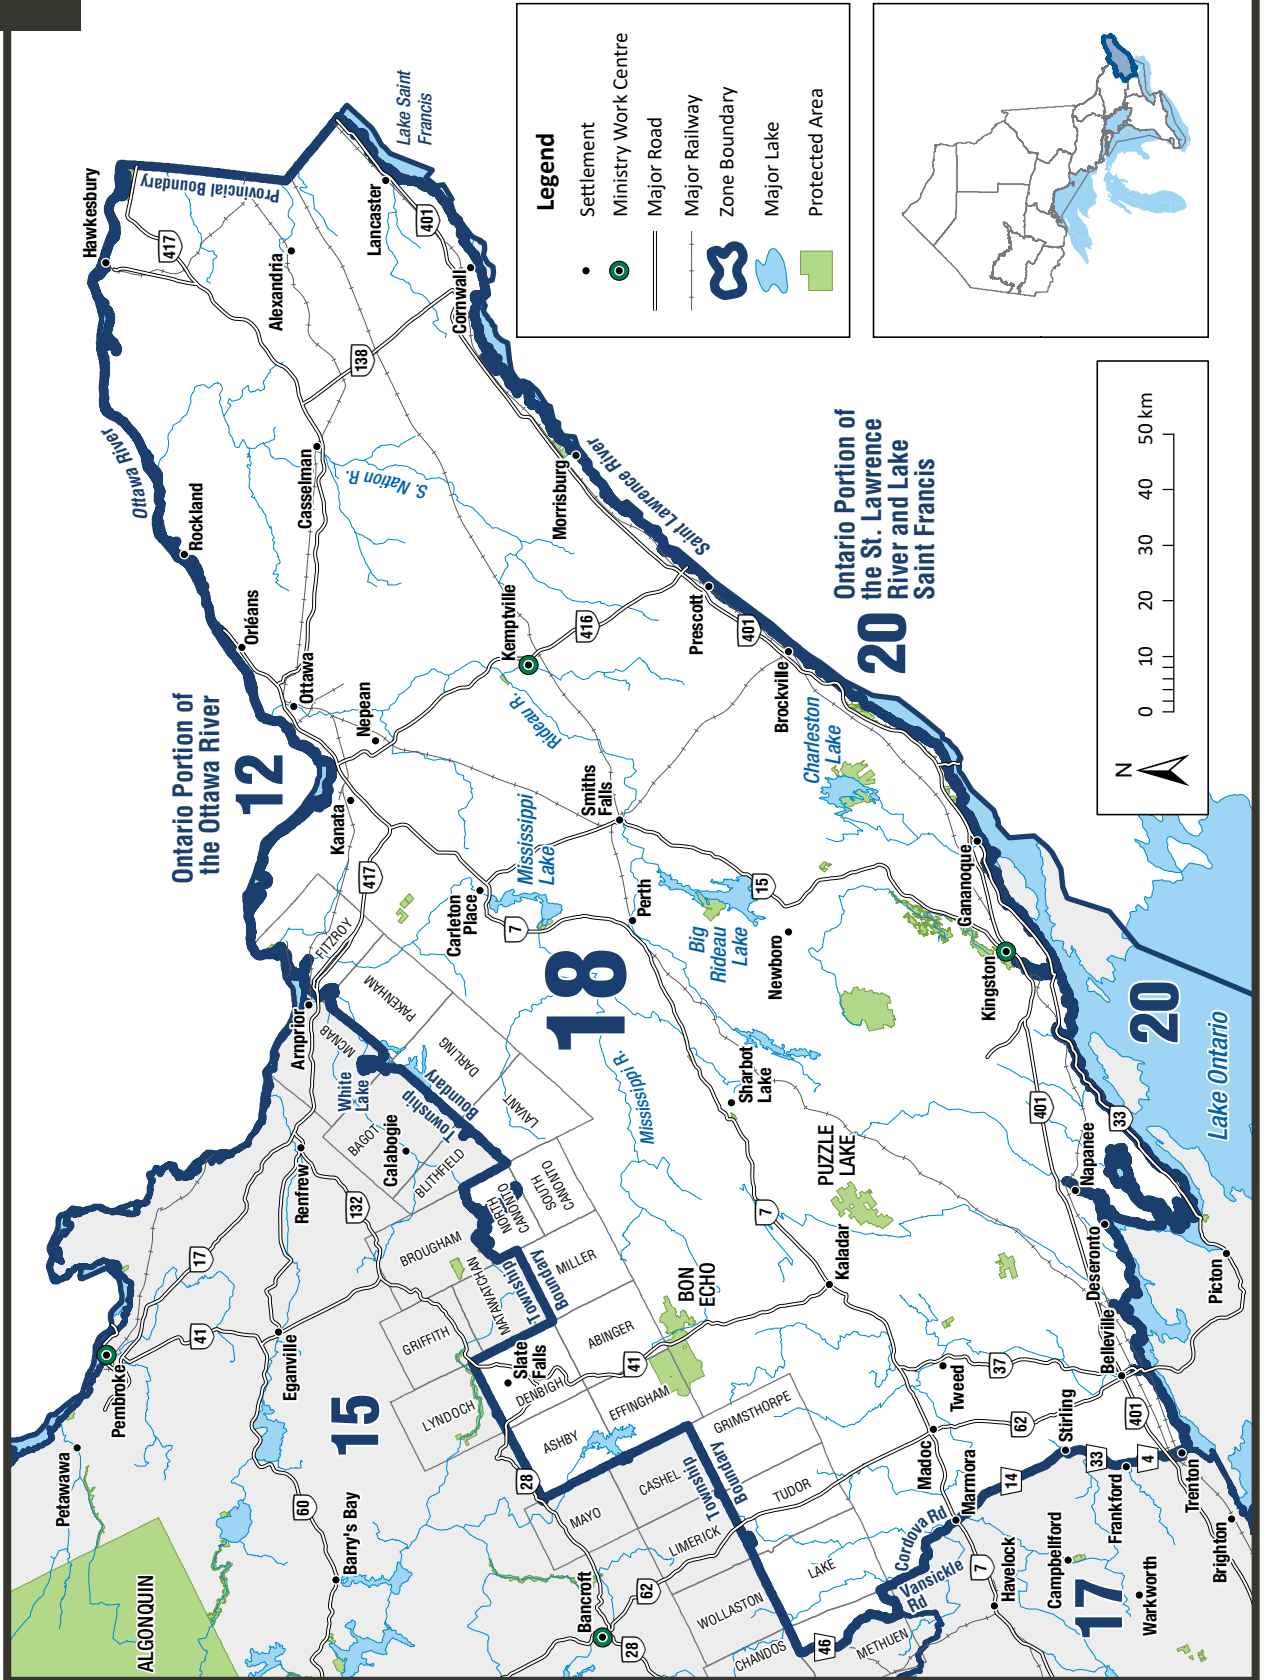 Hawkesbury
417
Provincial Boundary
Alexandria
Lancaster
Lake Saint
Francis
401
Cornwall
138
Ottawa River
Rockland
Casselman
S. Nation R.
Morrisburg
Saint Lawrence River
Orléans
Ottawa
Nepean
Kemptville
416
Prescott
401
Brockville
Rideau R.
Ontario Portion of
the Ottawa River
12
Kanata
417
Smiths
Falls
Mississippi
Lake
Carleton
Place
7
Perth
Charleston
Lake
20
Ontario Portion of
the St. Lawrence
River and Lake
Saint Francis
15
Big
Rideau
Lake
Newboro
Gananoque
Kingston
18
Arnprior
FITZROY
PAKENHAM
MCNAB
White
Lake
DARLING
LAVANT
Township
Boundary
BAGOT
Calabogie
BLITHFIELD
Renfrew
132
17
41
Pembroke
Petawawa
Eganville
15
60
Barry's Bay
ALGONQUIN
BROUGHAM
NORTH
CANONTO
SOUTH
CANONTO
MATAWATCHAN
GRIFFITH
LYNDOCH
Township
Boundary
MILLER
ABINGER
Slate
Falls
DENBIGH
ASHBY
EFFINGHAM
41
28
BON
ECHO
Mississippi R.
Sharbot
Lake
7
PUZZLE
LAKE
Kaladar
401
Napanee
33
20
Lake Ontario
Deseronto
Belleville
Picton
37
Tweed
62
Madoc
Stirling
401
33
4
Frankford
Trenton
Brighton
14
Marmora
GRIMSTHORPE
Township
Boundary
CASHEL
MAYO
TUDOR
LIMERICK
LAKE
WOLLASTON
CHANDOS
METHUEN
Bancroft
62
28
46
Cordova Rd
Vansickle
Rd
7
Havelock
Campbellford
17
Warkworth
Legend
Settlement
Ministry Work Centre
Major Road
Major Railway
Zone Boundary
Major Lake
Protected Area
N
0 10 20 30 40 50 km